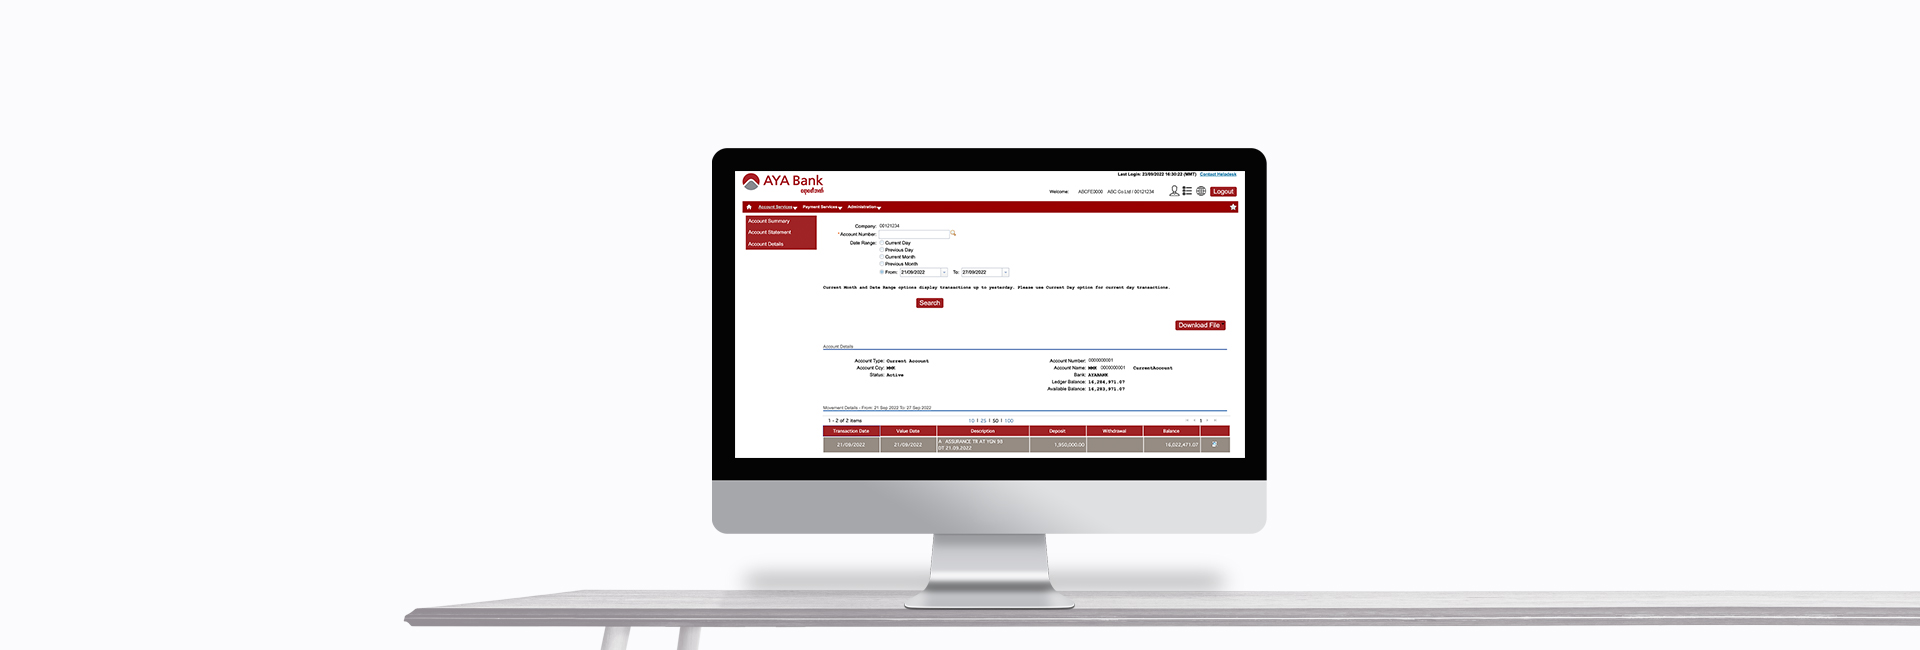 AYA Bank
Last Login: 23/09/2022 16:30:22 (MMT) Contact Helpdesk
Welcome: ABCFE0000 ABC Co.Ltd / 00121234 Logout
Account Services Payment Services Administration
Account Summary
Account Statement
Account Details
Company: 00121234
* Account Number:
Date Range: Current Day
Previous Day
Current Month
Previous Month
From: 21/09/2022 To: 27/09/2022
Current Month and Date Range options display transactions up to yesterday. Please use Current Day option for current day transactions.
Search
Download File
Account Details
Account Type: Current Account
Account Ccy: MMK
Status: Active
Account Number: 0000000001
Account Name: MMK 0000000001 CurrentAccount
Bank: AYABANK
Ledger Balance: 16,294,971.07
Available Balance: 16,293,971.07
Movement Details - From: 21 Sep 2022 To: 27 Sep 2022
1 - 2 of 2 items 10 | 25 | 50 | 100 1
Transaction Date Value Date Description Deposit Withdrawal Balance
21/09/2022 21/09/2022 A ASSURANCE TR AT YGN 93 1,950,000.00 16,022,471.07
DT 21.09.2022